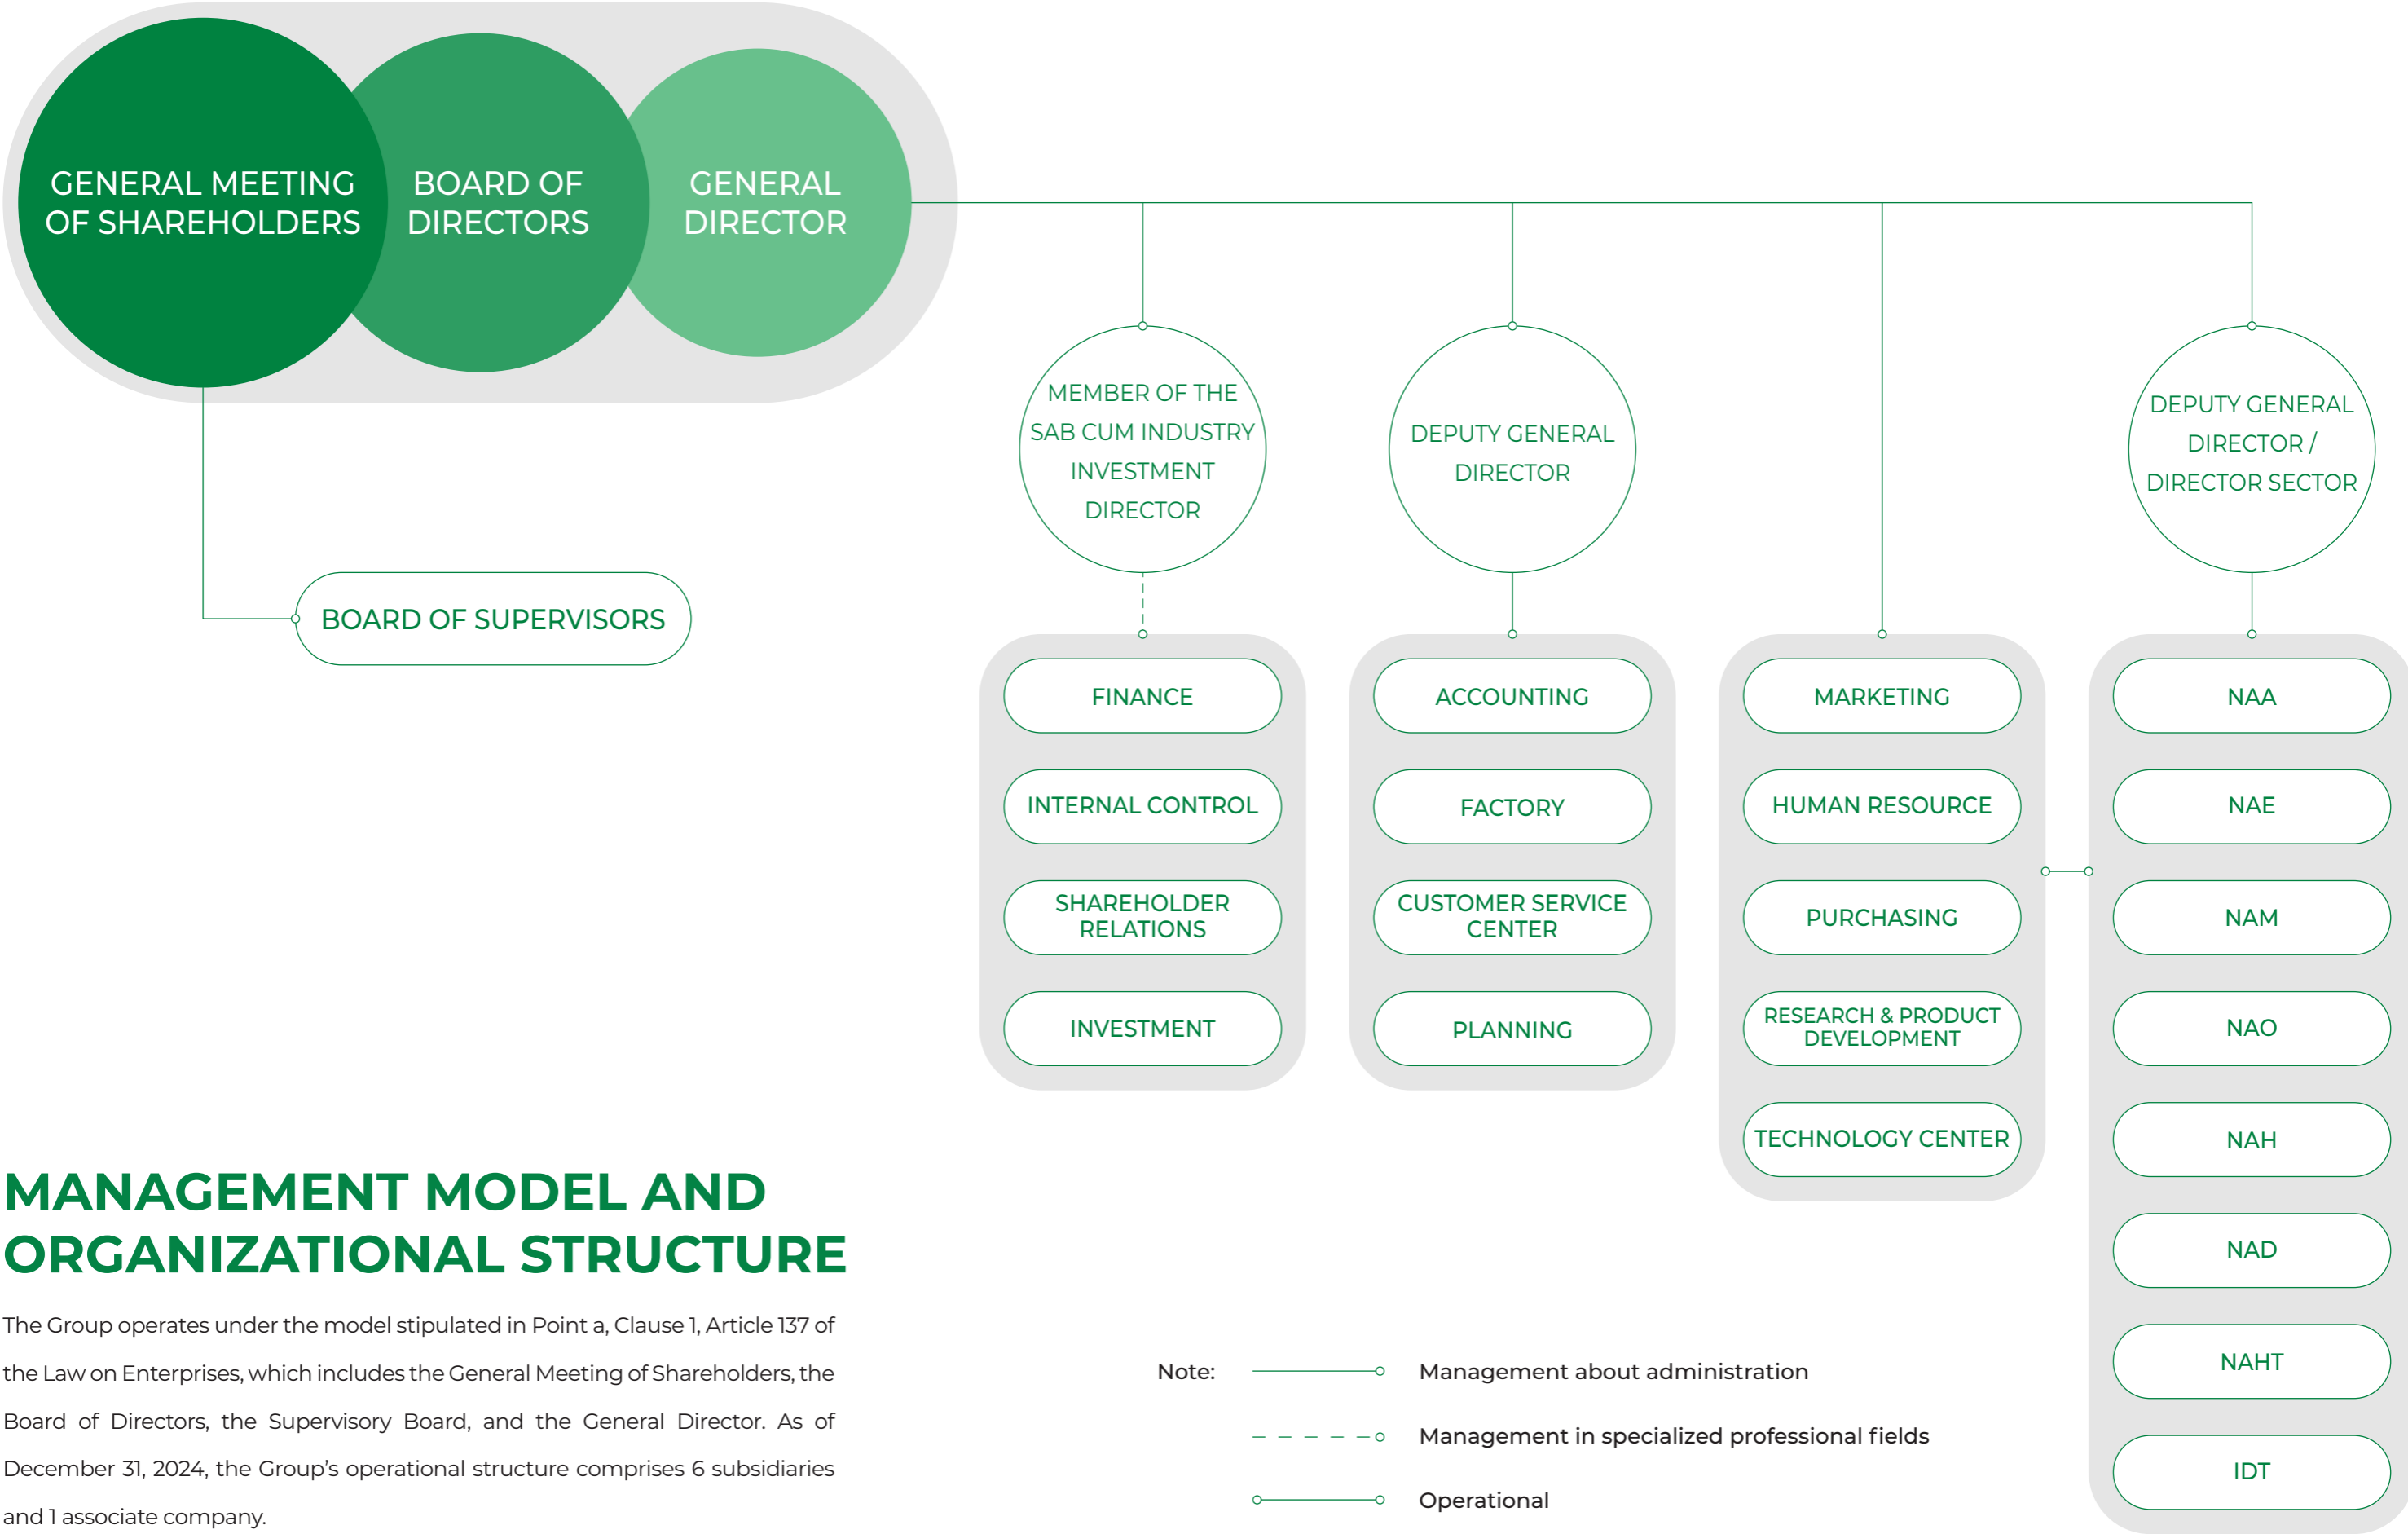 GENERAL MEETING
OF SHAREHOLDERS
BOARD OF
DIRECTORS
GENERAL
DIRECTOR
BOARD OF SUPERVISORS
MEMBER OF THE
SAB CUM INDUSTRY
INVESTMENT
DIRECTOR
DEPUTY GENERAL
DIRECTOR
DEPUTY GENERAL
DIRECTOR /
DIRECTOR SECTOR
FINANCE
INTERNAL CONTROL
SHAREHOLDER
RELATIONS
INVESTMENT
ACCOUNTING
FACTORY
CUSTOMER SERVICE
CENTER
PLANNING
MARKETING
HUMAN RESOURCE
PURCHASING
RESEARCH & PRODUCT
DEVELOPMENT
TECHNOLOGY CENTER
NAA
NAE
NAM
NAO
NAH
NAD
NAHT
IDT
MANAGEMENT MODEL AND
ORGANIZATIONAL STRUCTURE
The Group operates under the model stipulated in Point a, Clause 1, Article 137 of
the Law on Enterprises, which includes the General Meeting of Shareholders, the
Board of Directors, the Supervisory Board, and the General Director. As of
December 31, 2024, the Group’s operational structure comprises 6 subsidiaries
and 1 associate company.
Note:
Management about administration
Management in specialized professional fields
Operational